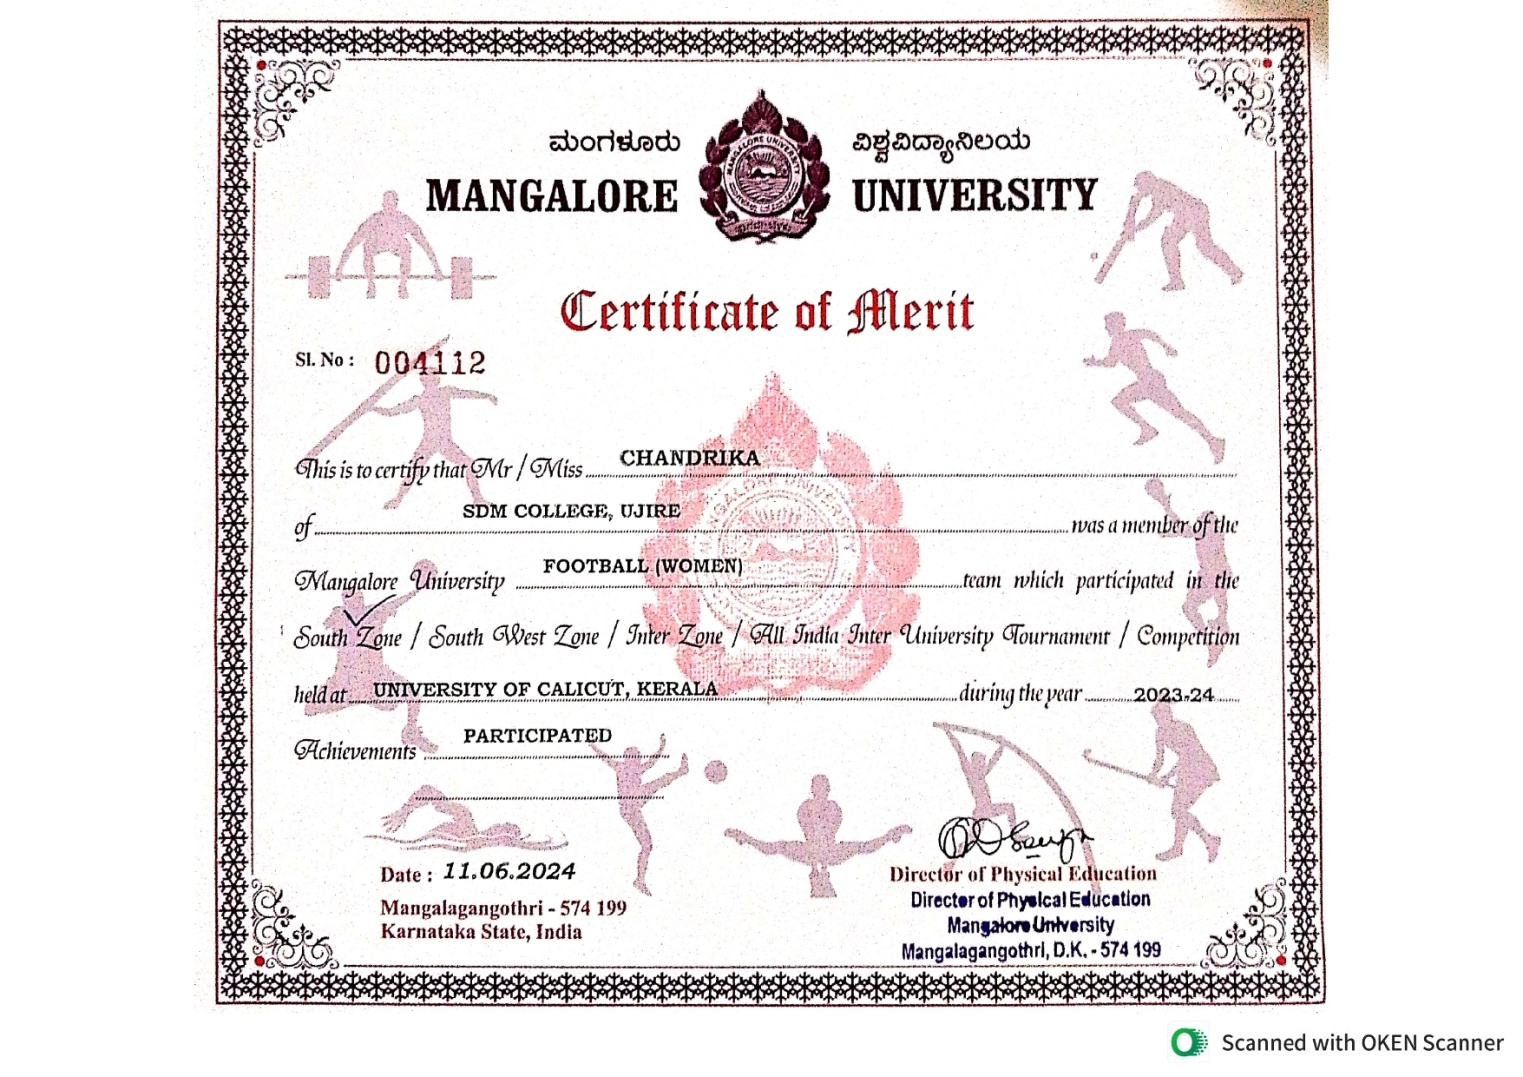 ಮಂಗಳೂರು ವಿಶ್ವವಿದ್ಯಾನಿಲಯ
MANGALORE UNIVERSITY
Certificate of Merit
Sl. No : 004112
This is to certify that Mr / Miss CHANDRIKA
of SDM COLLEGE, UJIRE was a member of the
Mangalore University FOOTBALL (WOMEN) team which participated in the
South Zone / South West Zone / Inter Zone / All India Inter University Tournament / Competition
held at UNIVERSITY OF CALICUT, KERALA during the year 2023-24
Achievements PARTICIPATED
Date : 11.06.2024
Mangalagangothri - 574 199
Karnataka State, India
Director of Physical Education
Director of Physical Education
Mangalore University
Mangalagangothri, D.K. - 574 199
Scanned with OKEN Scanner